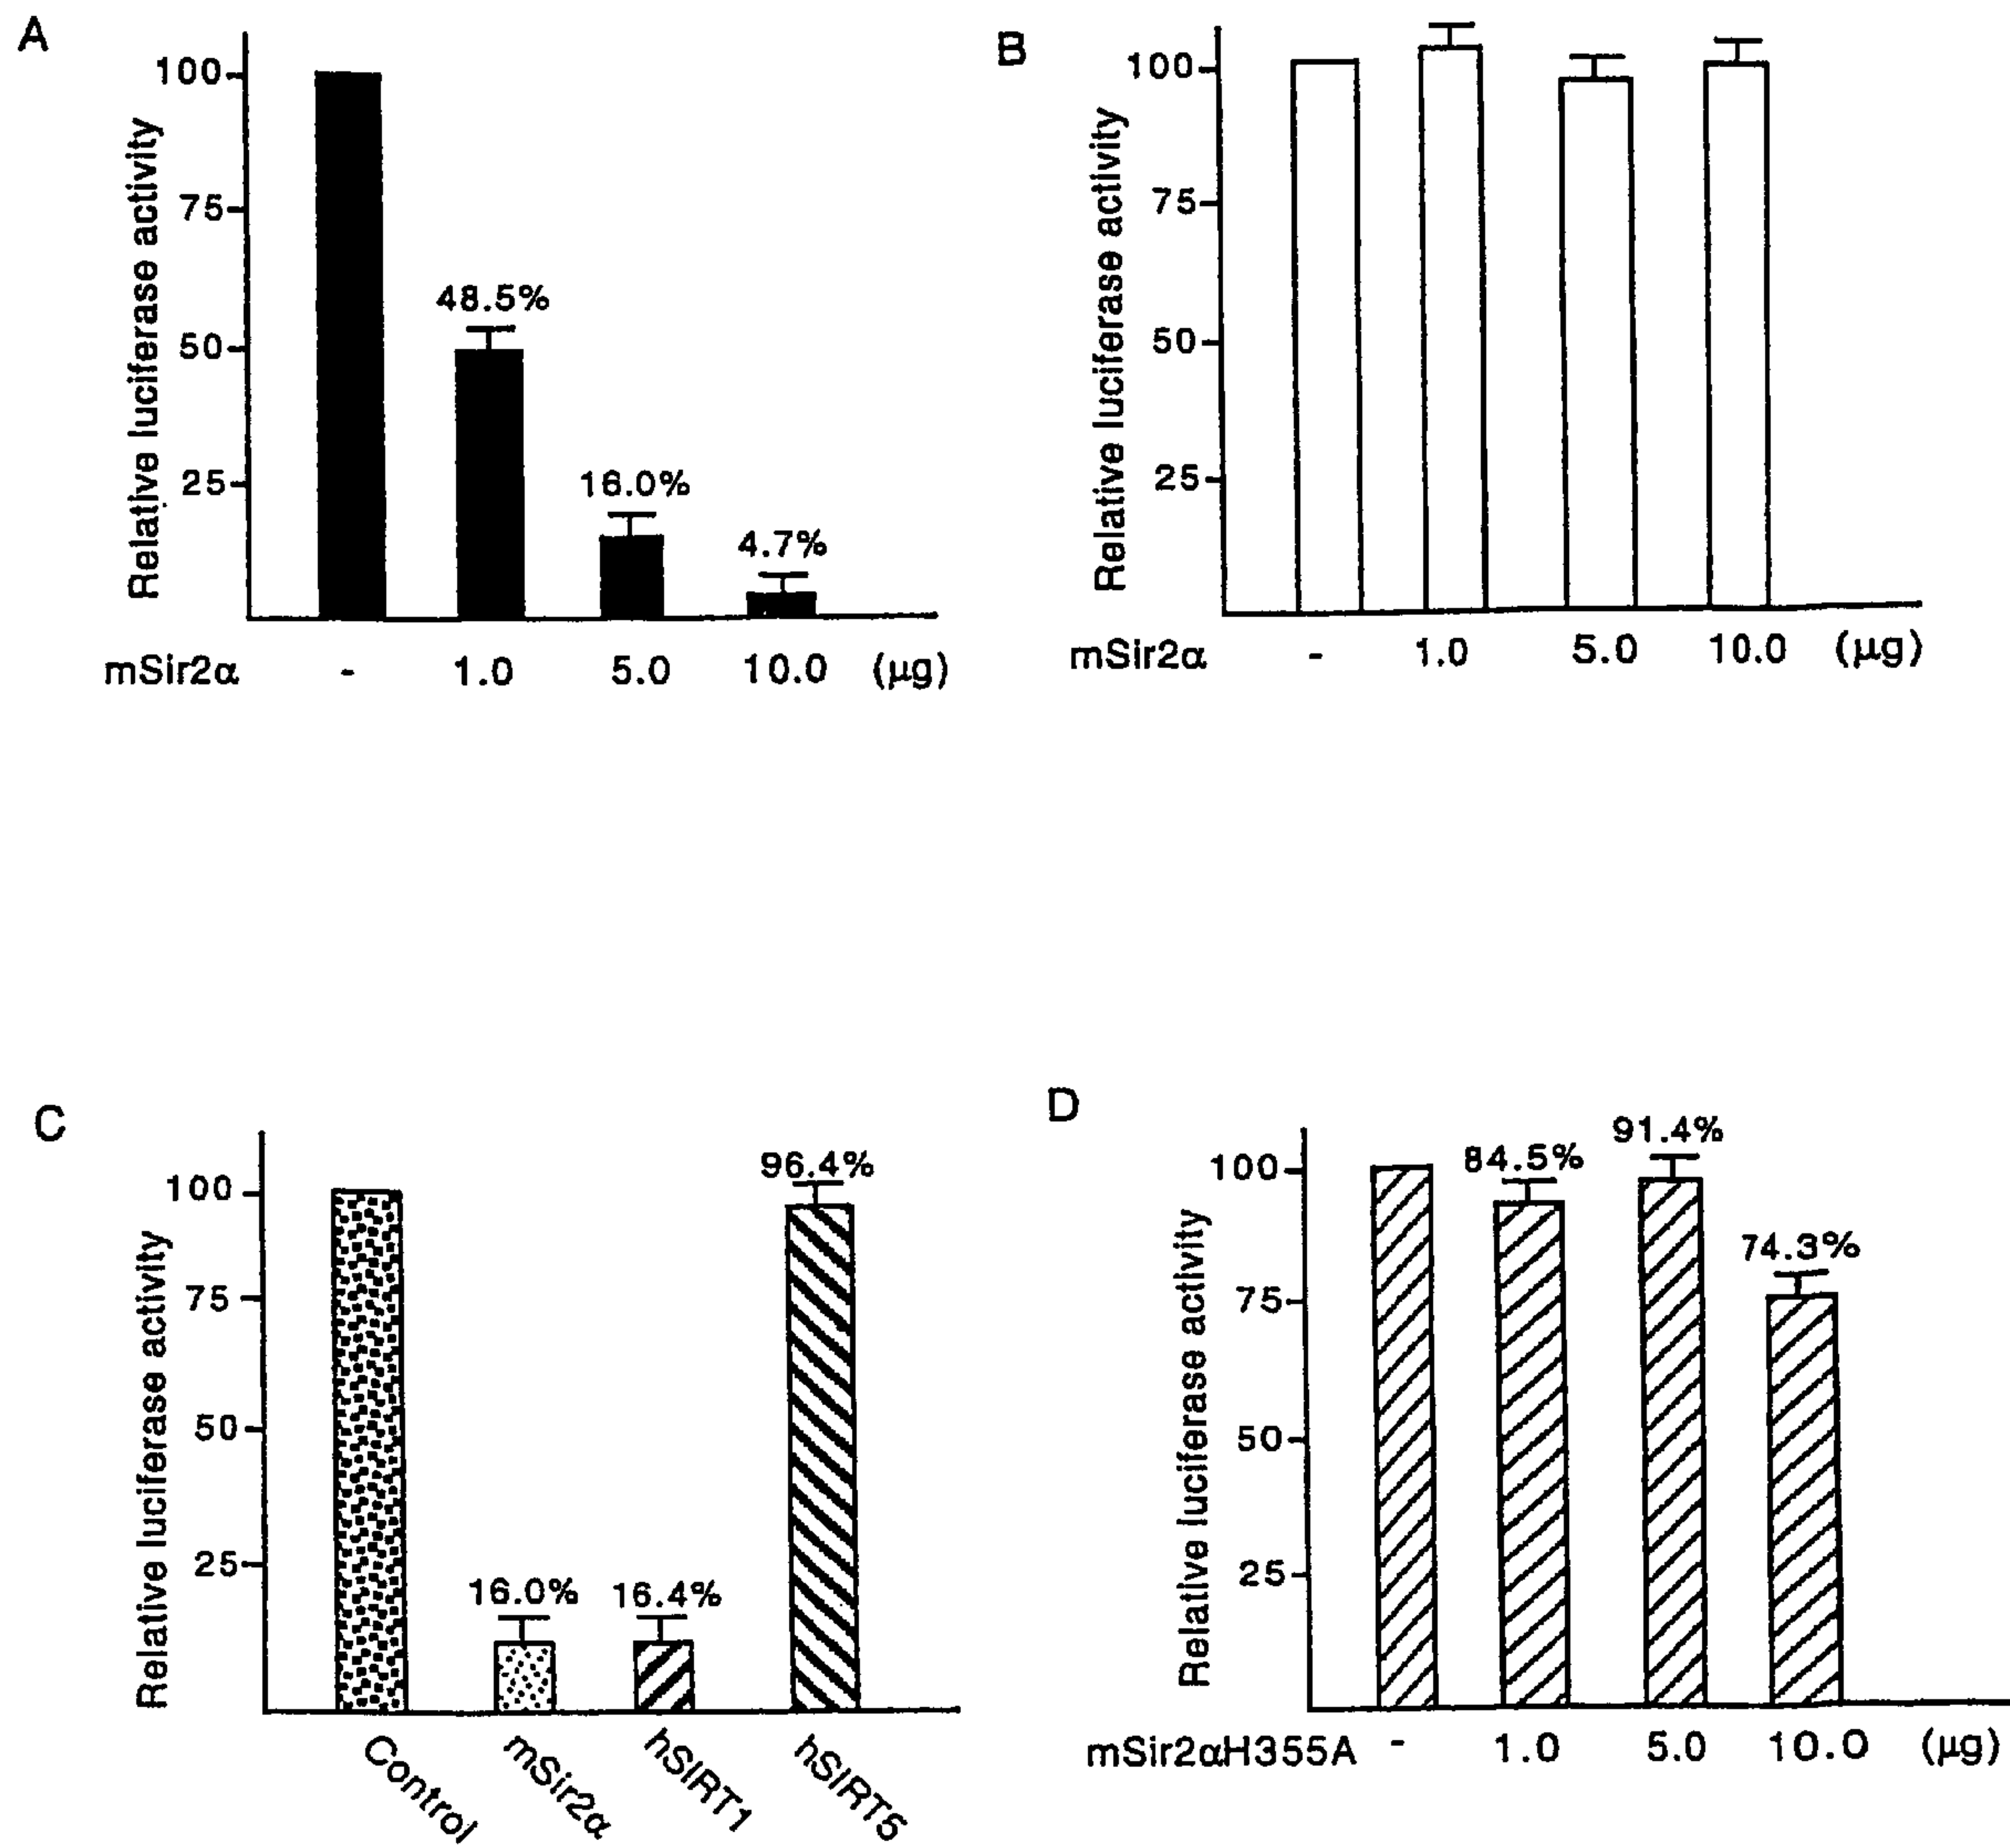 A
Relative luciferase activity
100
75
50
25
48.5%
16.0%
4.7%
mSir2α - 1.0 5.0 10.0 (μg)
B
Relative luciferase activity
100
75
50
25
mSir2α - 1.0 5.0 10.0 (μg)
C
Relative luciferase activity
100
75
50
25
16.0%
16.4%
96.4%
Control
mSir2α
hSIRT1
hSIRT5
D
Relative luciferase activity
100
75
50
25
84.5%
91.4%
74.3%
mSir2αH355A - 1.0 5.0 10.0 (μg)